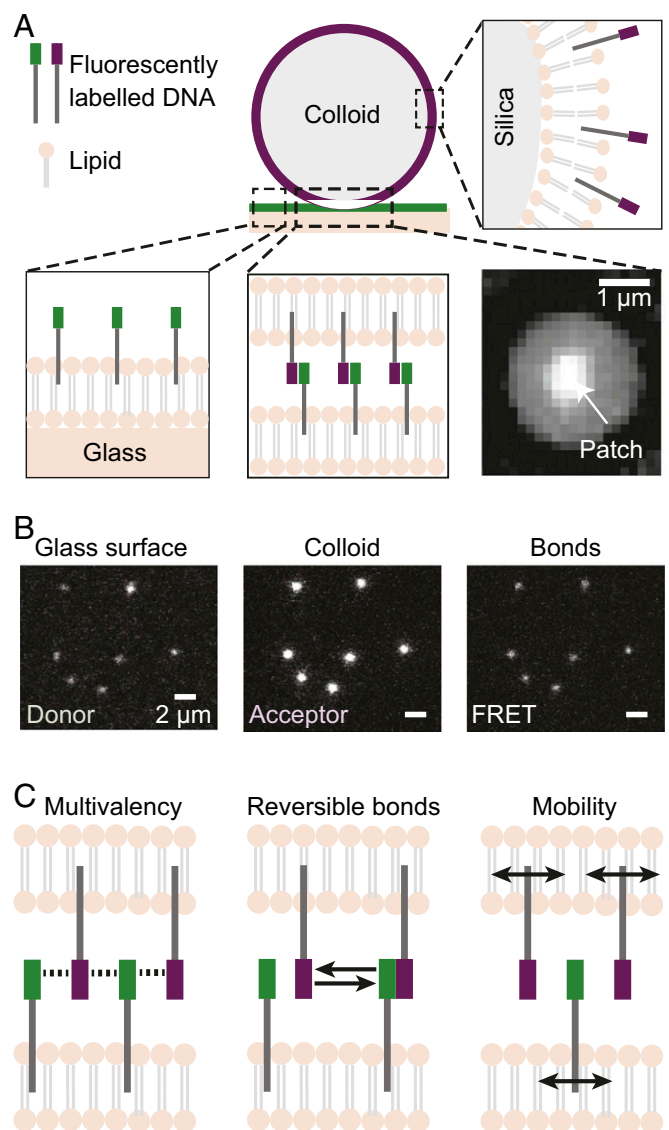 A
Fluorescently
labelled DNA
Lipid
Colloid
Silica
Glass
1 μm
Patch
B
Glass surface
Colloid
Bonds
Donor
2 μm
Acceptor
FRET
C
Multivalency
Reversible bonds
Mobility